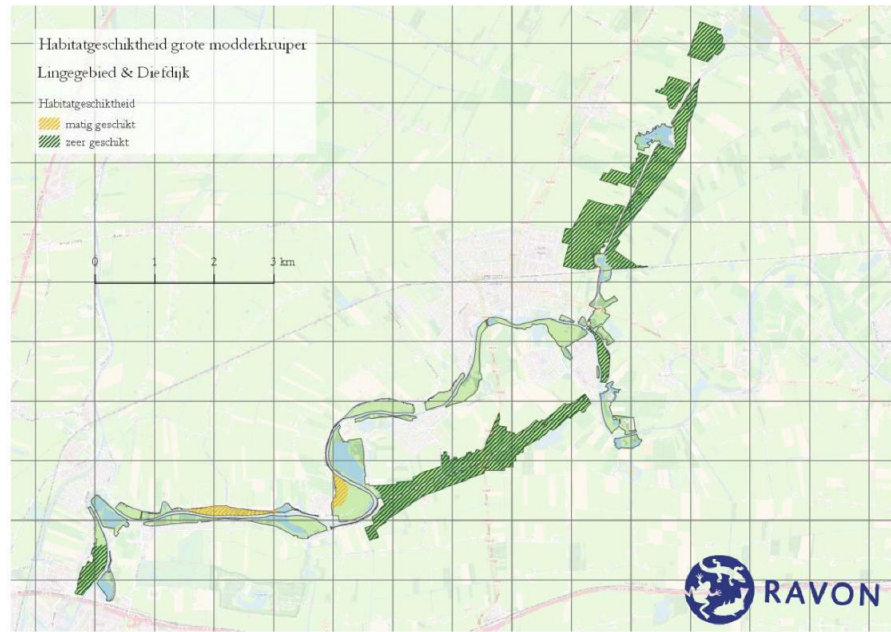 Habitatgeschiktheid grote modderkruiper
Lingegebied & Diefdijk
Habitatgeschiktheid
matig geschikt
zeer geschikt
0 1 2 3 km
RAVON